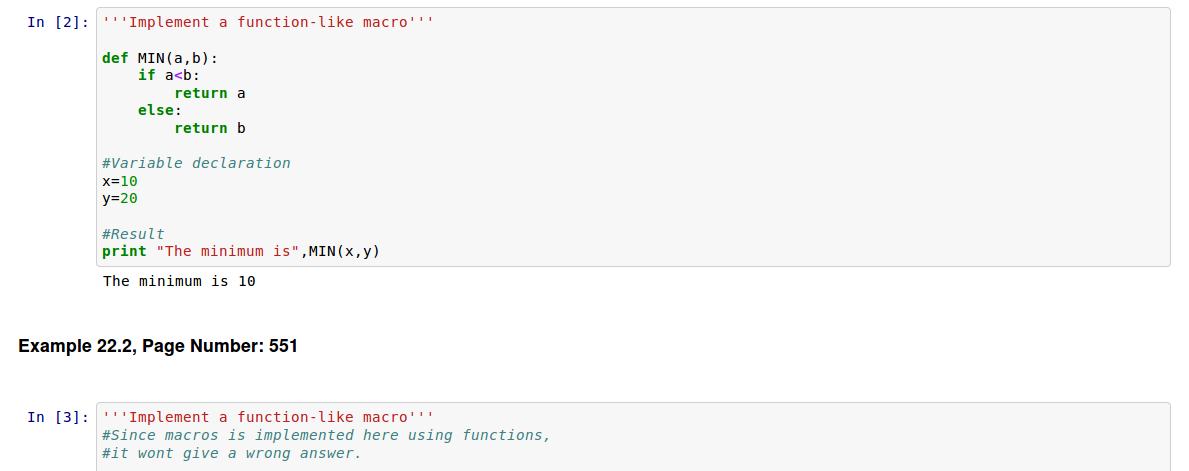 In [2]: '''Implement a function-like macro'''
def MIN(a,b):
    if a<b:
        return a
    else:
        return b
#Variable declaration
x=10
y=20
#Result
print "The minimum is",MIN(x,y)
The minimum is 10
Example 22.2, Page Number: 551
In [3]: '''Implement a function-like macro'''
#Since macros is implemented here using functions,
#it wont give a wrong answer.